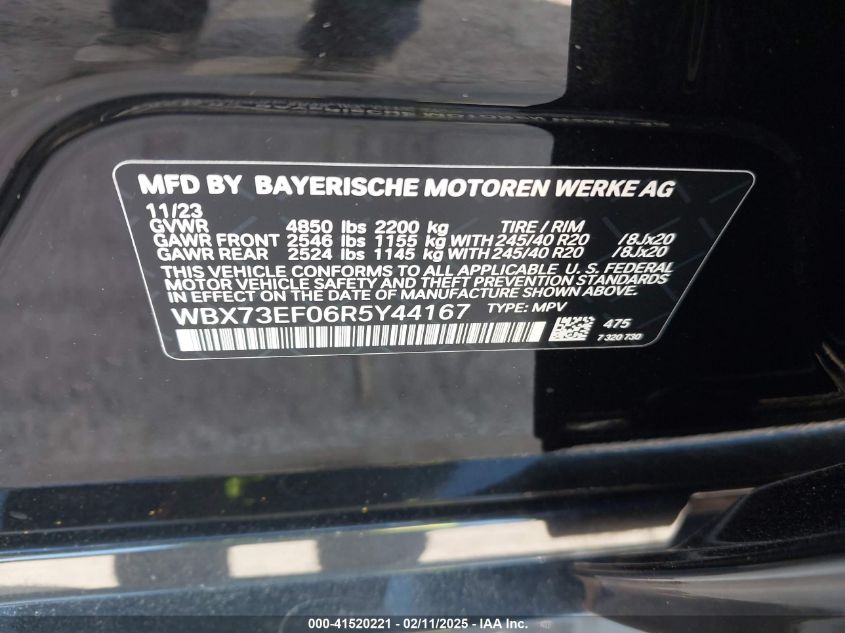 MFD BY BAYERISCHE MOTOREN WERKE AG
11/23
GVWR 4850 lbs 2200 kg TIRE / RIM
GAWR FRONT 2546 lbs 1155 kg WITH 245/40 R20 /8Jx20
GAWR REAR 2524 lbs 1145 kg WITH 245/40 R20 /8Jx20
THIS VEHICLE CONFORMS TO ALL APPLICABLE U. S. FEDERAL
MOTOR VEHICLE SAFETY AND THEFT PREVENTION STANDARDS
IN EFFECT ON THE DATE OF MANUFACTURE SHOWN ABOVE.
WBX73EF06R5Y44167 TYPE: MPV
475
7 320 730
000-41520221 - 02/11/2025 - IAAI.COM